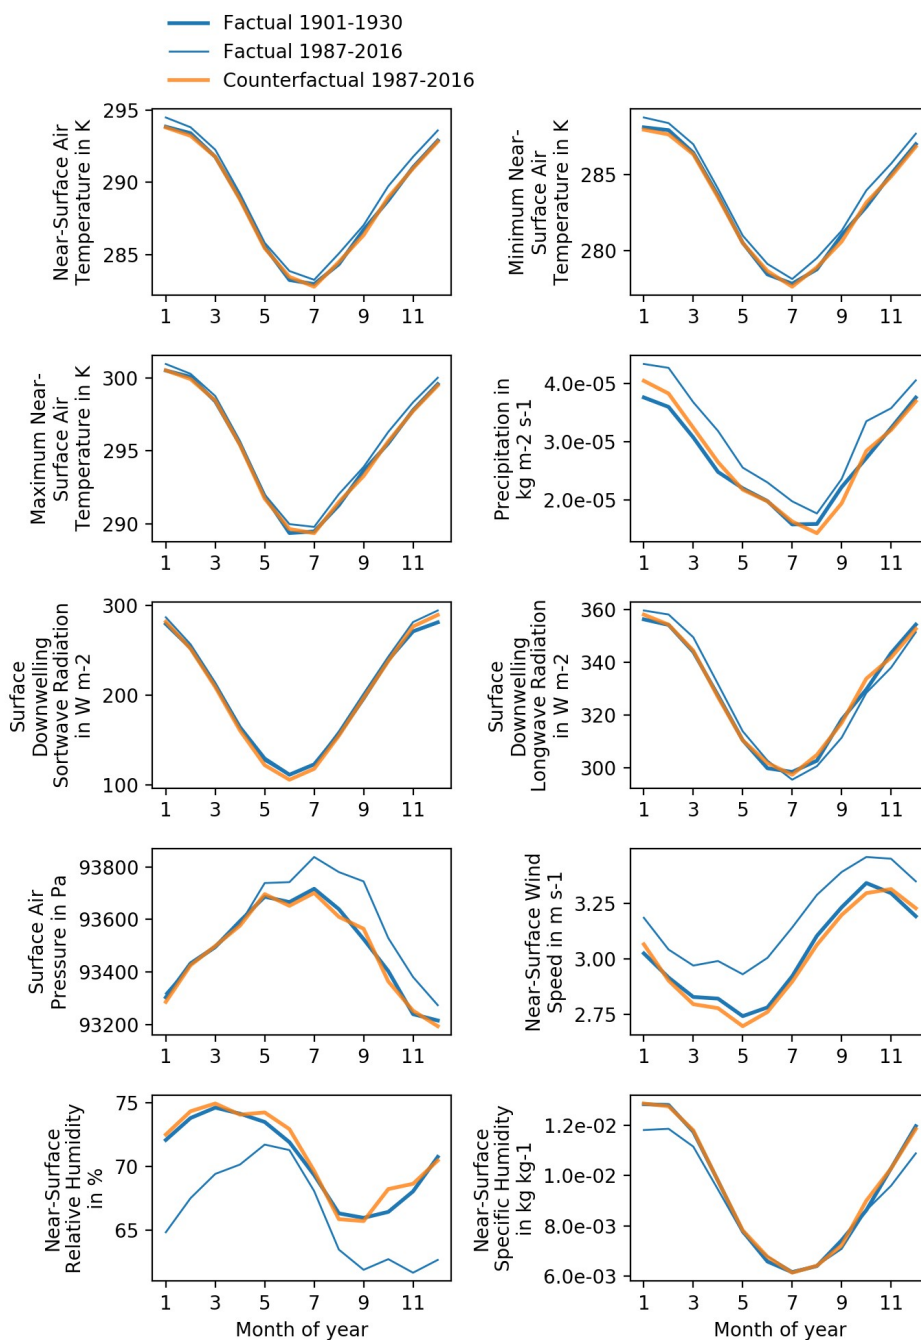 Factual 1901-1930
Factual 1987-2016
Counterfactual 1987-2016
Near-Surface Air
Temperature in K
295
290
285
1 3 5 7 9 11
Minimum Near-
Surface Air
Temperature in K
285
280
1 3 5 7 9 11
Maximum Near-
Surface Air
Temperature in K
300
295
290
1 3 5 7 9 11
Precipitation in
kg m-2 s-1
4.0e-05
3.0e-05
2.0e-05
1 3 5 7 9 11
Surface
Downwelling
Sortwave Radiation
in W m-2
300
200
100
1 3 5 7 9 11
Surface
Downwelling
Longwave Radiation
in W m-2
360
340
320
300
1 3 5 7 9 11
Surface Air
Pressure in Pa
93800
93600
93400
93200
1 3 5 7 9 11
Near-Surface Wind
Speed in m s-1
3.25
3.00
2.75
1 3 5 7 9 11
Near-Surface
Relative Humidity
in %
75
70
65
1 3 5 7 9 11
Month of year
Near-Surface
Specific Humidity
in kg kg-1
1.2e-02
1.0e-02
8.0e-03
6.0e-03
1 3 5 7 9 11
Month of year